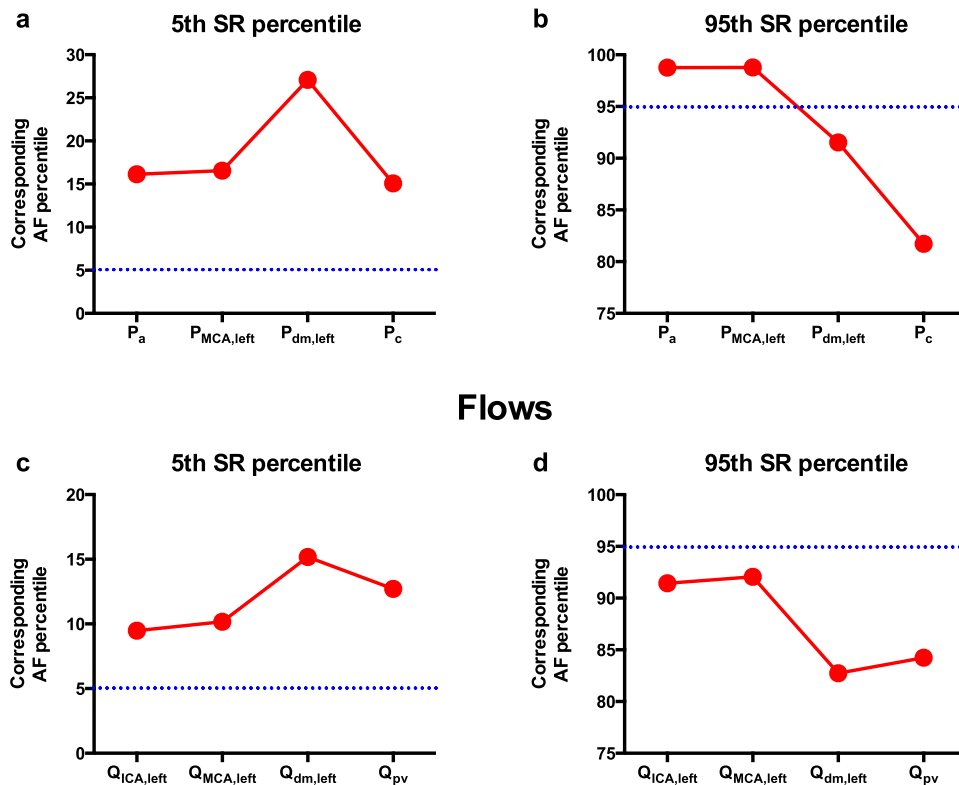 a
5th SR percentile
Corresponding
AF percentile
30
25
20
15
10
5
0
Pa
PMCA,left
Pdm,left
Pc
b
95th SR percentile
Corresponding
AF percentile
100
95
90
85
80
75
Pa
PMCA,left
Pdm,left
Pc
Flows
c
5th SR percentile
Corresponding
AF percentile
20
15
10
5
0
QICA,left
QMCA,left
Qdm,left
Qpv
d
95th SR percentile
Corresponding
AF percentile
100
95
90
85
80
75
QICA,left
QMCA,left
Qdm,left
Qpv